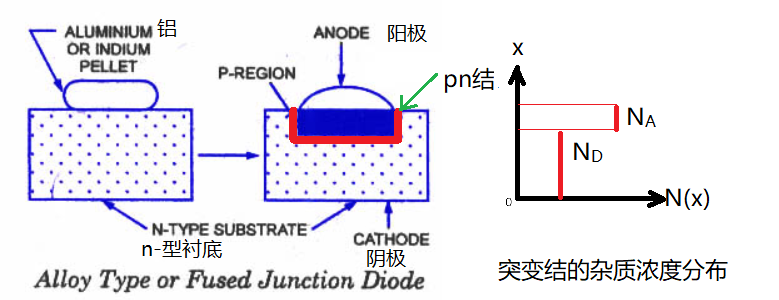 ALUMINIUM 铝
OR INDIUM
PELLET
ANODE 阳极
P-REGION
pn结
N-TYPE SUBSTRATE
n-型衬底
CATHODE
阴极
Alloy Type or Fused Junction Diode
x
NA
ND
0
N(x)
突变结的杂质浓度分布